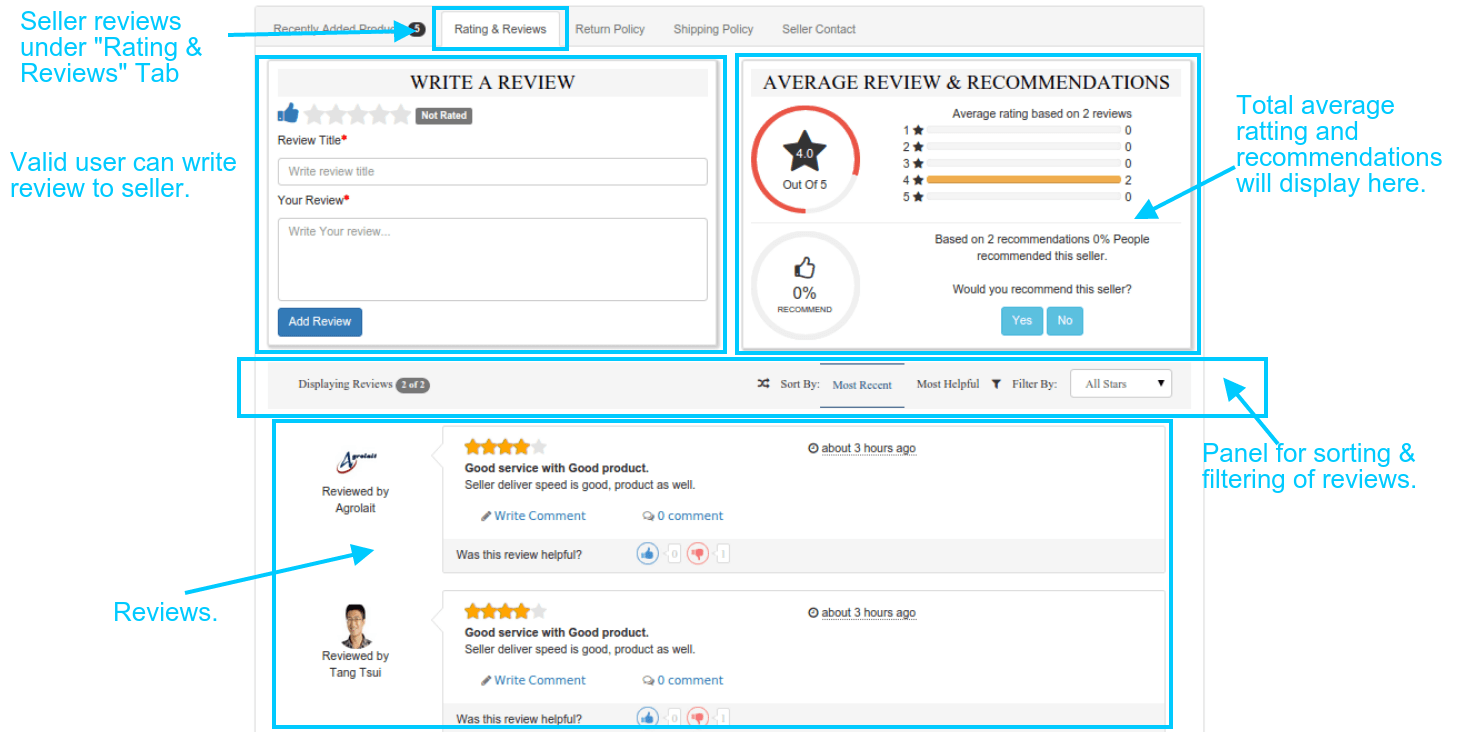 Seller reviews
under "Rating &
Reviews" Tab
Recently Added Product 5
Rating & Reviews
Return Policy
Shipping Policy
Seller Contact
WRITE A REVIEW
Not Rated
Review Title*
Write review title
Your Review*
Write Your review...
Add Review
Valid user can write
review to seller.
AVERAGE REVIEW & RECOMMENDATIONS
4.0
Out Of 5
Average rating based on 2 reviews
1 0
2 0
3 0
4 2
5 0
0%
RECOMMEND
Based on 2 recommendations 0% People
recommended this seller.
Would you recommend this seller?
Yes No
Total average
ratting and
recommendations
will display here.
Displaying Reviews 2 of 2
Sort By: Most Recent Most Helpful Filter By: All Stars
Panel for sorting &
filtering of reviews.
Agrolait
Reviewed by
Agrolait
about 3 hours ago
Good service with Good product.
Seller deliver speed is good, product as well.
Write Comment 0 comment
Was this review helpful? 0 1
Reviews.
Reviewed by
Tang Tsui
about 3 hours ago
Good service with Good product.
Seller deliver speed is good, product as well.
Write Comment 0 comment
Was this review helpful? 0 1